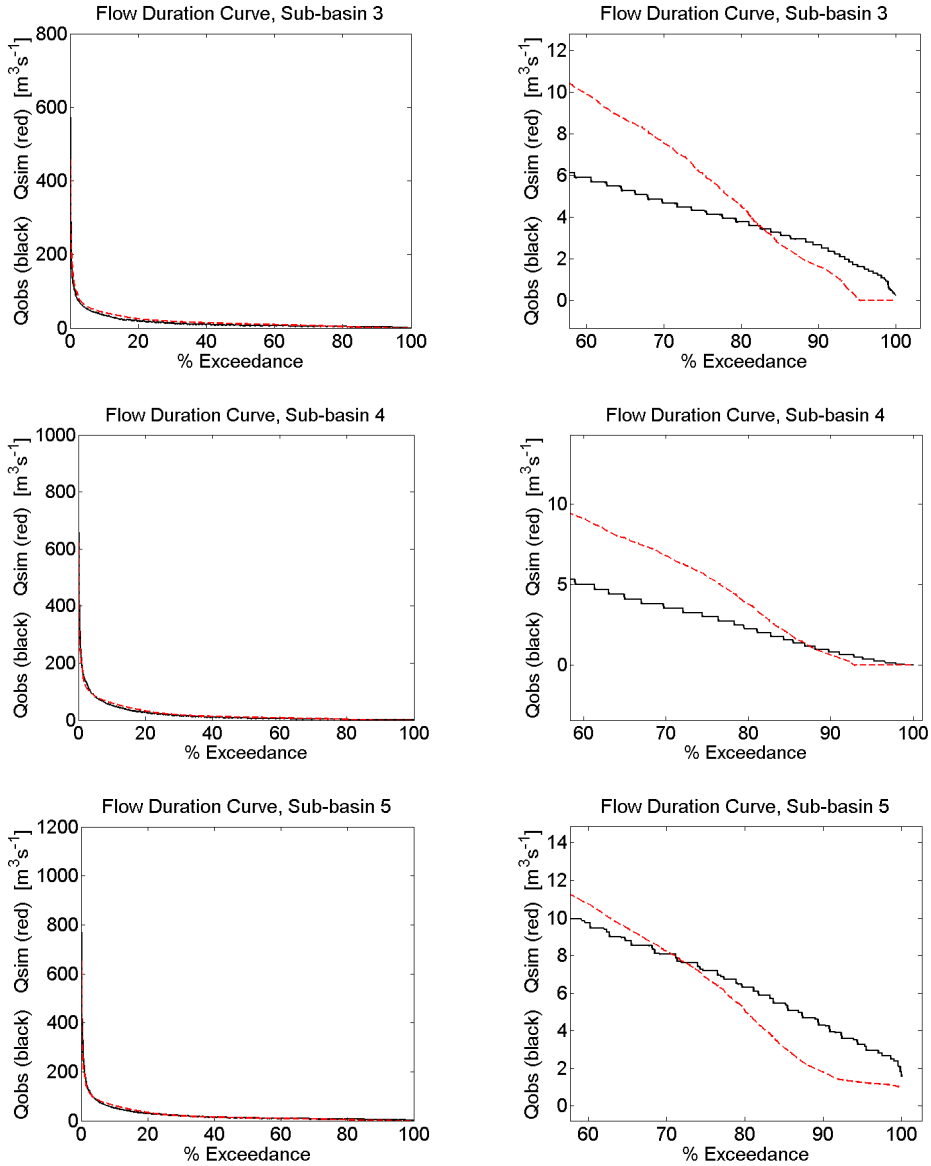 Flow Duration Curve, Sub-basin 3
Qobs (black) Qsim (red) [m³s⁻¹]
800
600
400
200
0
0 20 40 60 80 100
% Exceedance
Flow Duration Curve, Sub-basin 3
Qobs (black) Qsim (red) [m³s⁻¹]
12
10
8
6
4
2
0
60 70 80 90 100
% Exceedance
Flow Duration Curve, Sub-basin 4
Qobs (black) Qsim (red) [m³s⁻¹]
1000
800
600
400
200
0
0 20 40 60 80 100
% Exceedance
Flow Duration Curve, Sub-basin 4
Qobs (black) Qsim (red) [m³s⁻¹]
10
5
0
60 70 80 90 100
% Exceedance
Flow Duration Curve, Sub-basin 5
Qobs (black) Qsim (red) [m³s⁻¹]
1200
1000
800
600
400
200
0
0 20 40 60 80 100
% Exceedance
Flow Duration Curve, Sub-basin 5
Qobs (black) Qsim (red) [m³s⁻¹]
14
12
10
8
6
4
2
0
60 70 80 90 100
% Exceedance